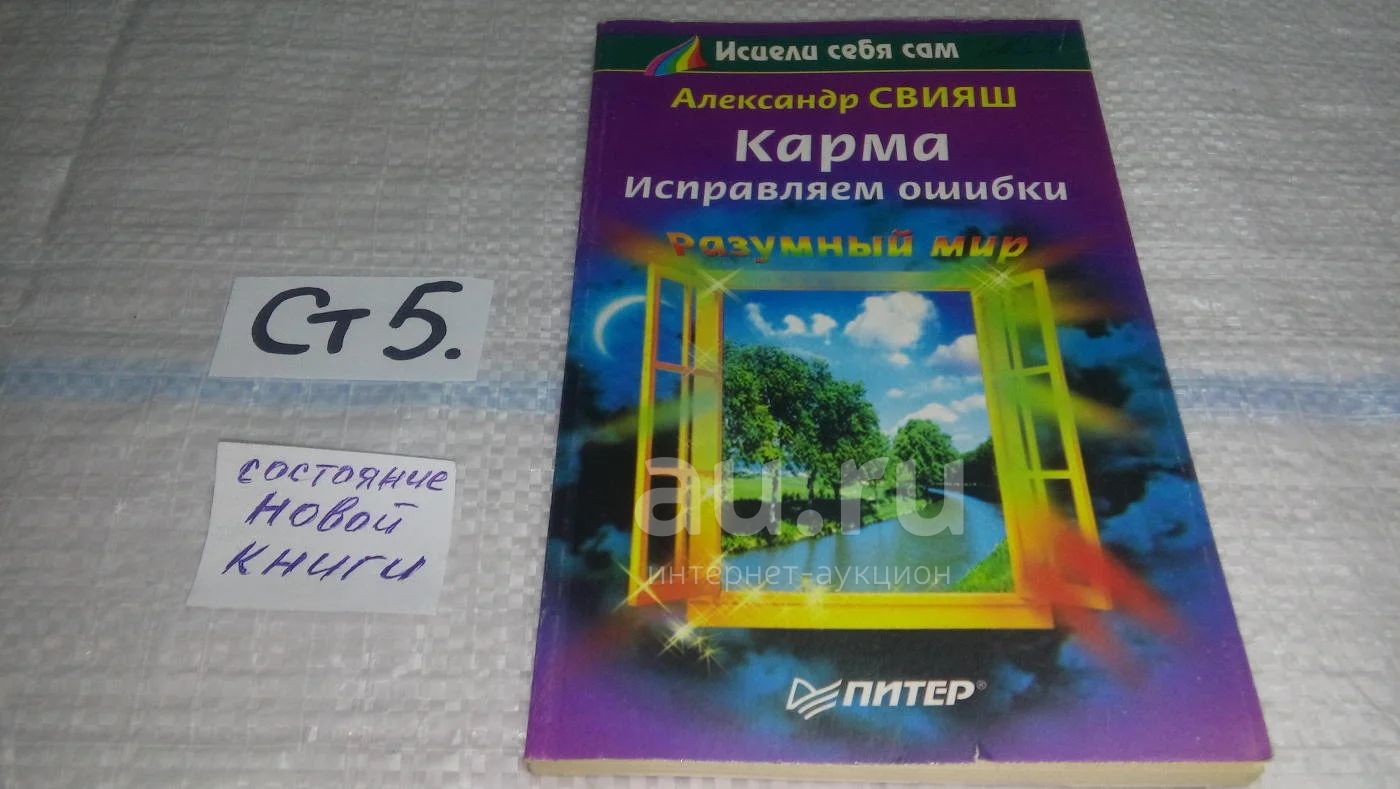 Исцели себя сам
Александр СВИЯШ
Карма
Исправляем ошибки
Разумный мир
Ст 5.
состояние
новой
книги
au.ru
интернет-аукцион
ПИТЕР®